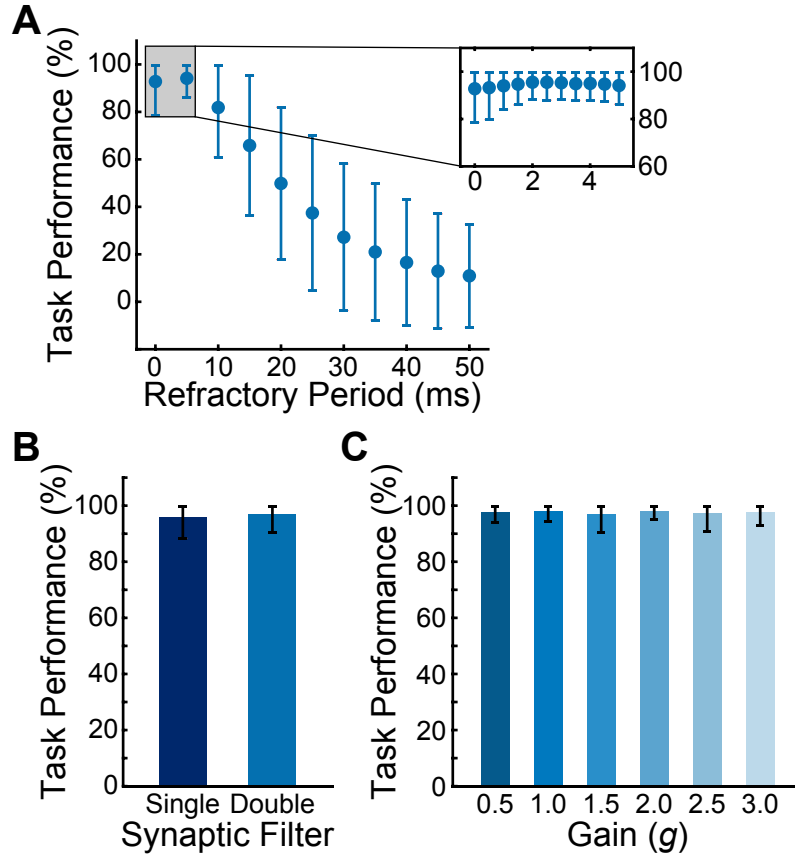 A
Task Performance (%)
100
80
60
40
20
0
0 10 20 30 40 50
Refractory Period (ms)
100
80
60
0 2 4
B
Task Performance (%)
100
80
60
40
20
0
Single Double
Synaptic Filter
C
Task Performance (%)
100
80
60
40
20
0
0.5 1.0 1.5 2.0 2.5 3.0
Gain (g)